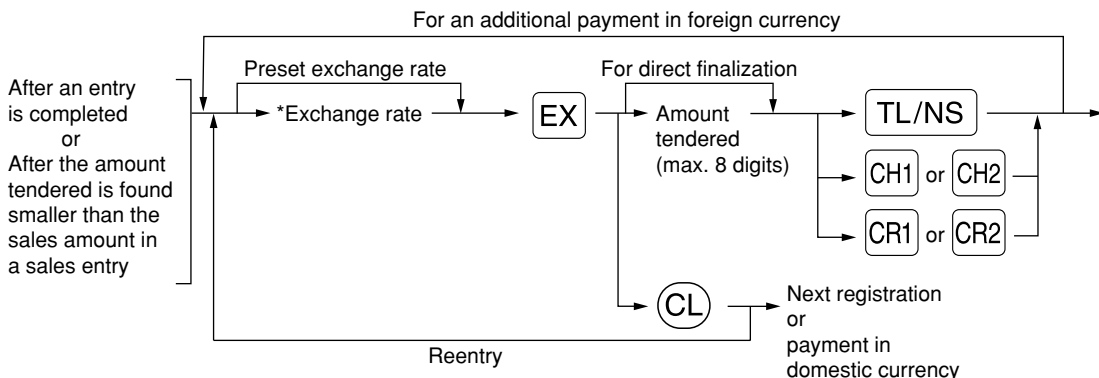 For an additional payment in foreign currency
After an entry
is completed
or
After the amount
tendered is found
smaller than the
sales amount in
a sales entry
Preset exchange rate
*Exchange rate
EX
For direct finalization
Amount
tendered
(max. 8 digits)
TL/NS
CH1 or CH2
CR1 or CR2
CL
Next registration
or
payment in
domestic currency
Reentry